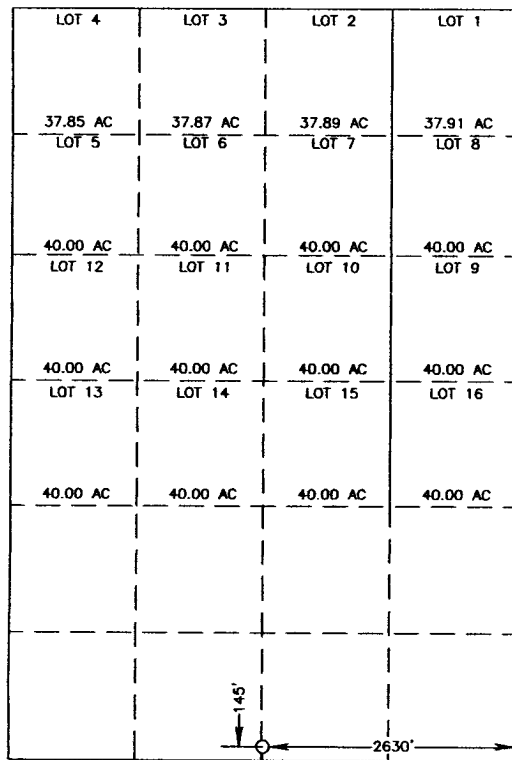 LOT 4 LOT 3 LOT 2 LOT 1
37.85 AC 37.87 AC 37.89 AC 37.91 AC
LOT 5 LOT 6 LOT 7 LOT 8
40.00 AC 40.00 AC 40.00 AC 40.00 AC
LOT 12 LOT 11 LOT 10 LOT 9
40.00 AC 40.00 AC 40.00 AC 40.00 AC
LOT 13 LOT 14 LOT 15 LOT 16
40.00 AC 40.00 AC 40.00 AC 40.00 AC
145'
2630'